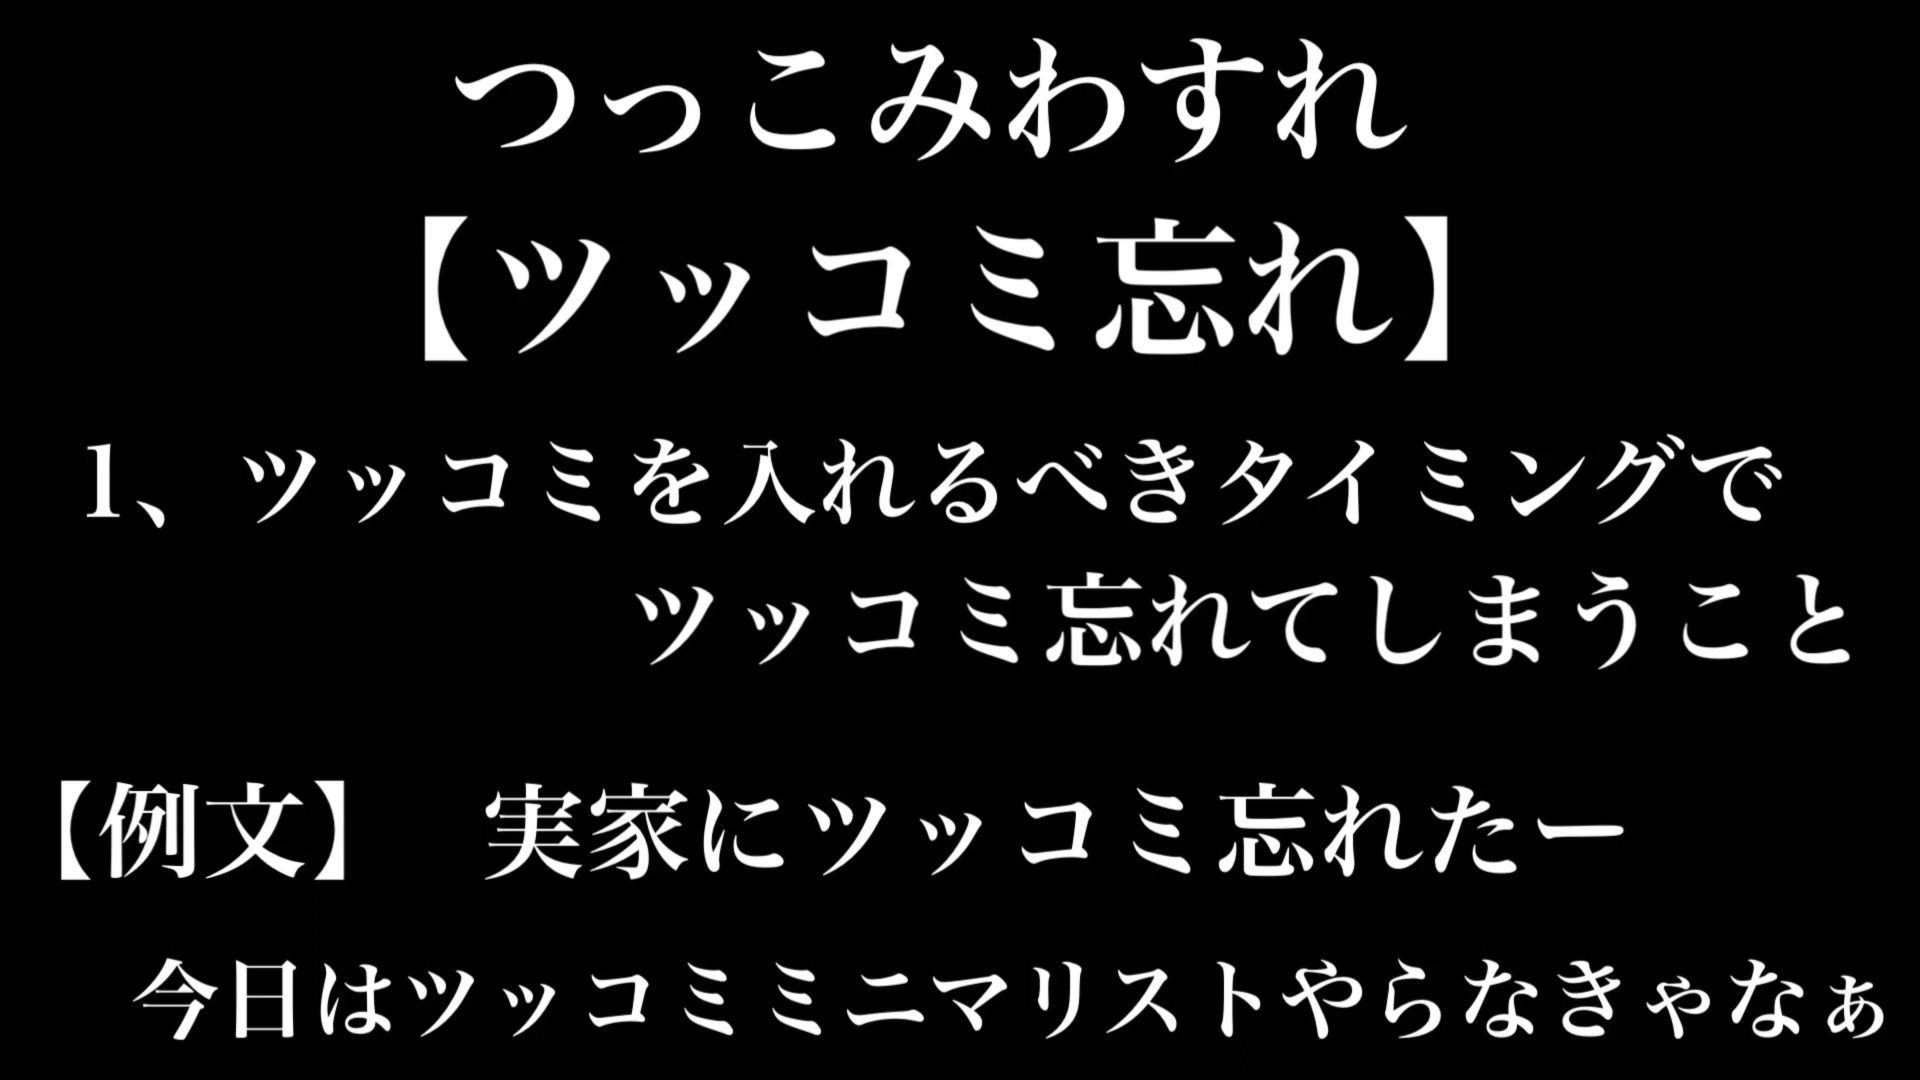 つっこみわすれ
【ツッコミ忘れ】
1、ツッコミを入れるべきタイミングで
ツッコミ忘れてしまうこと
【例文】　実家にツッコミ忘れたー
今日はツッコミミニマリストやらなきゃなぁ